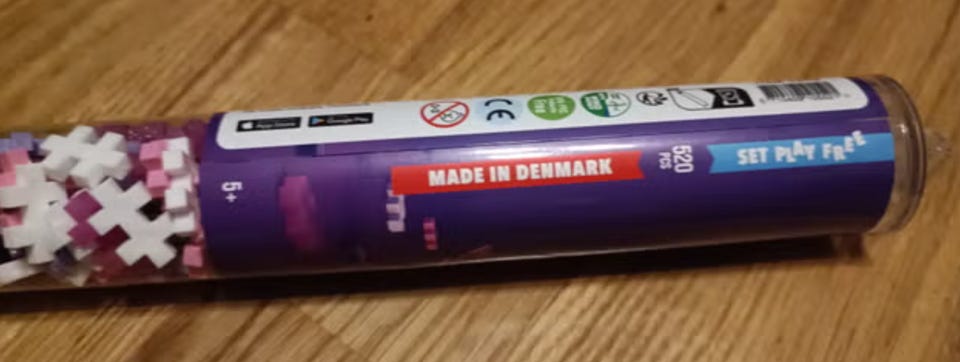 App Store
Google Play
CE
MADE IN DENMARK
520
PCS
SET PLAY FREE
5+